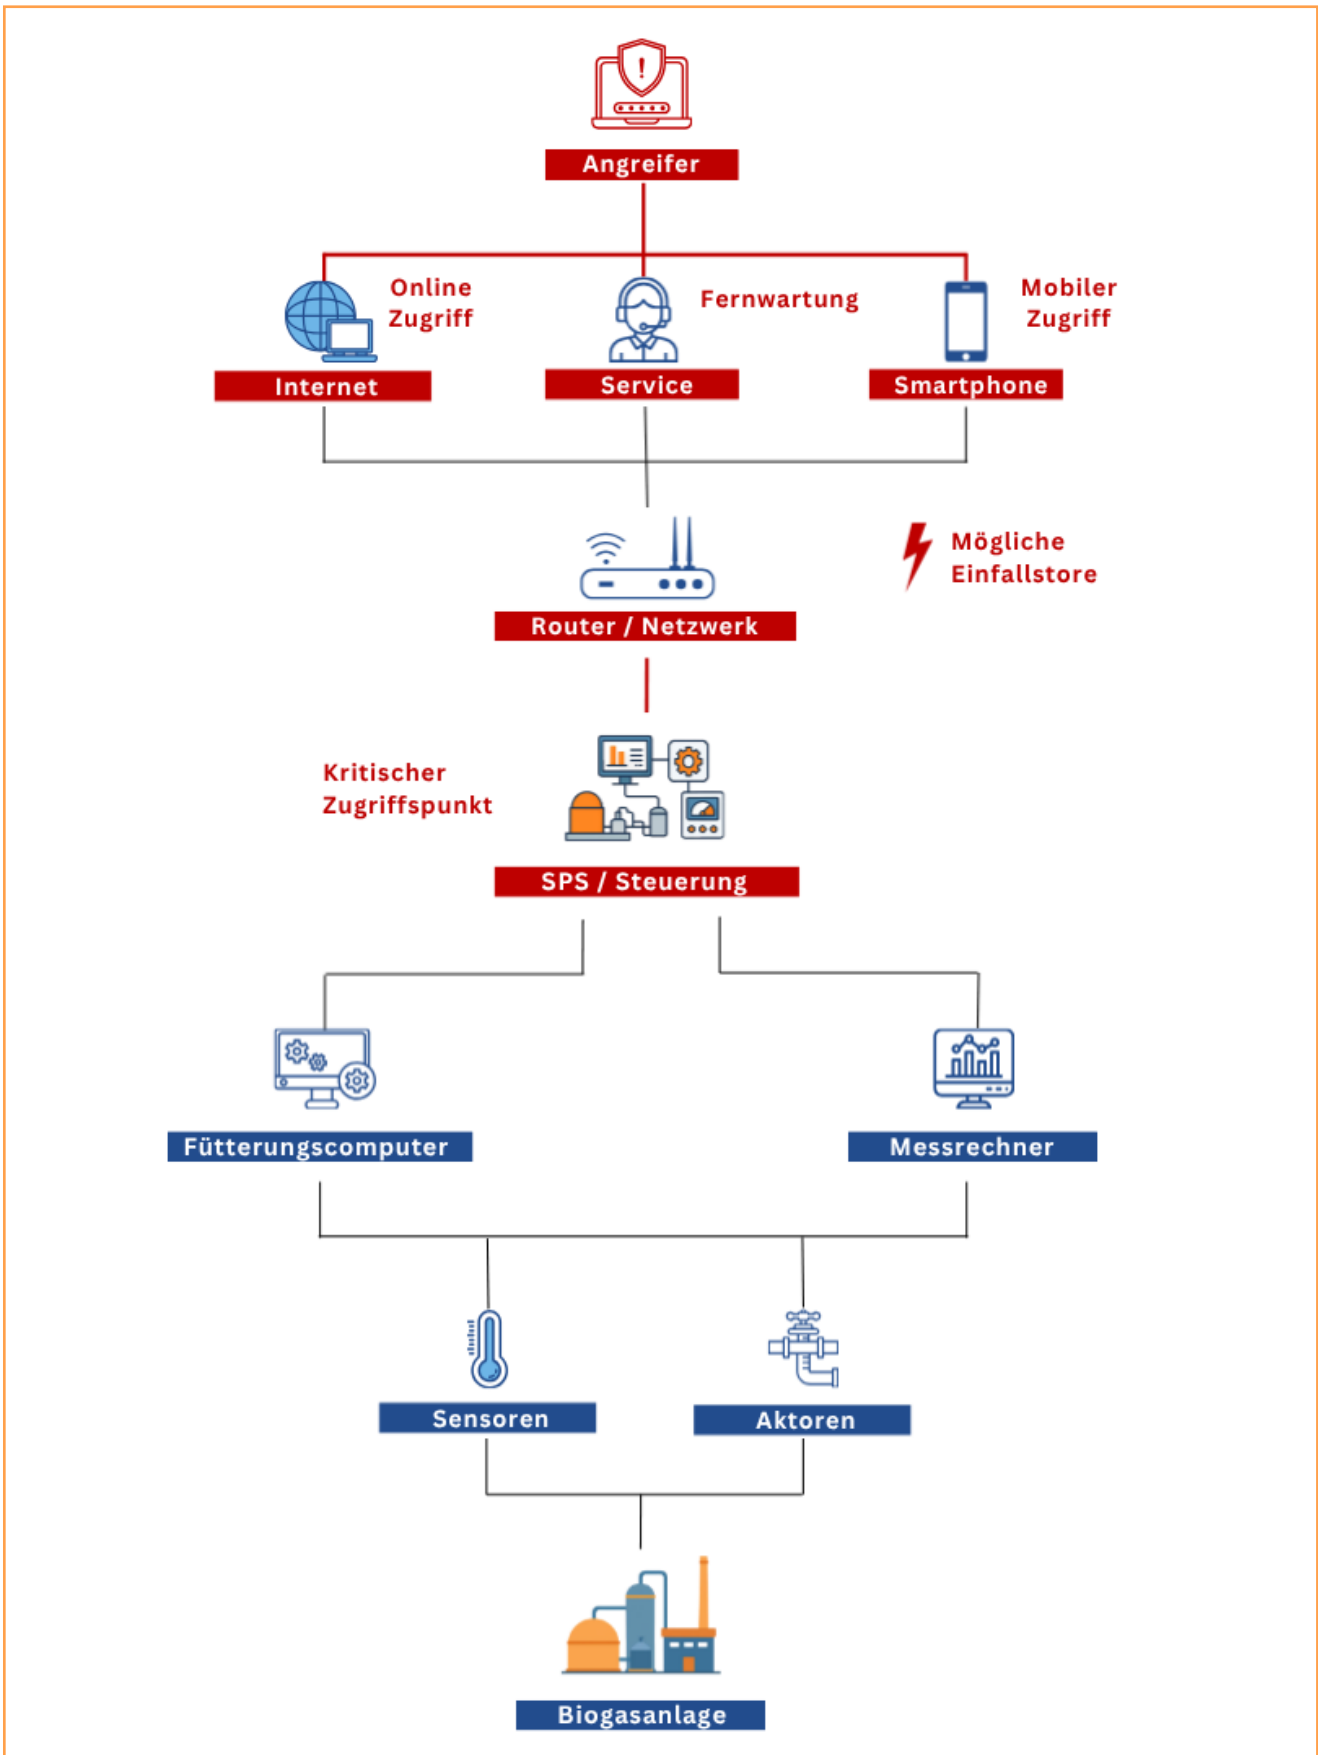 Angreifer
Online
Zugriff
Fernwartung
Mobiler
Zugriff
Internet
Service
Smartphone
Mögliche
Einfallstore
Router / Netzwerk
Kritischer
Zugriffspunkt
SPS / Steuerung
Fütterungscomputer
Messrechner
Sensoren
Aktoren
Biogasanlage